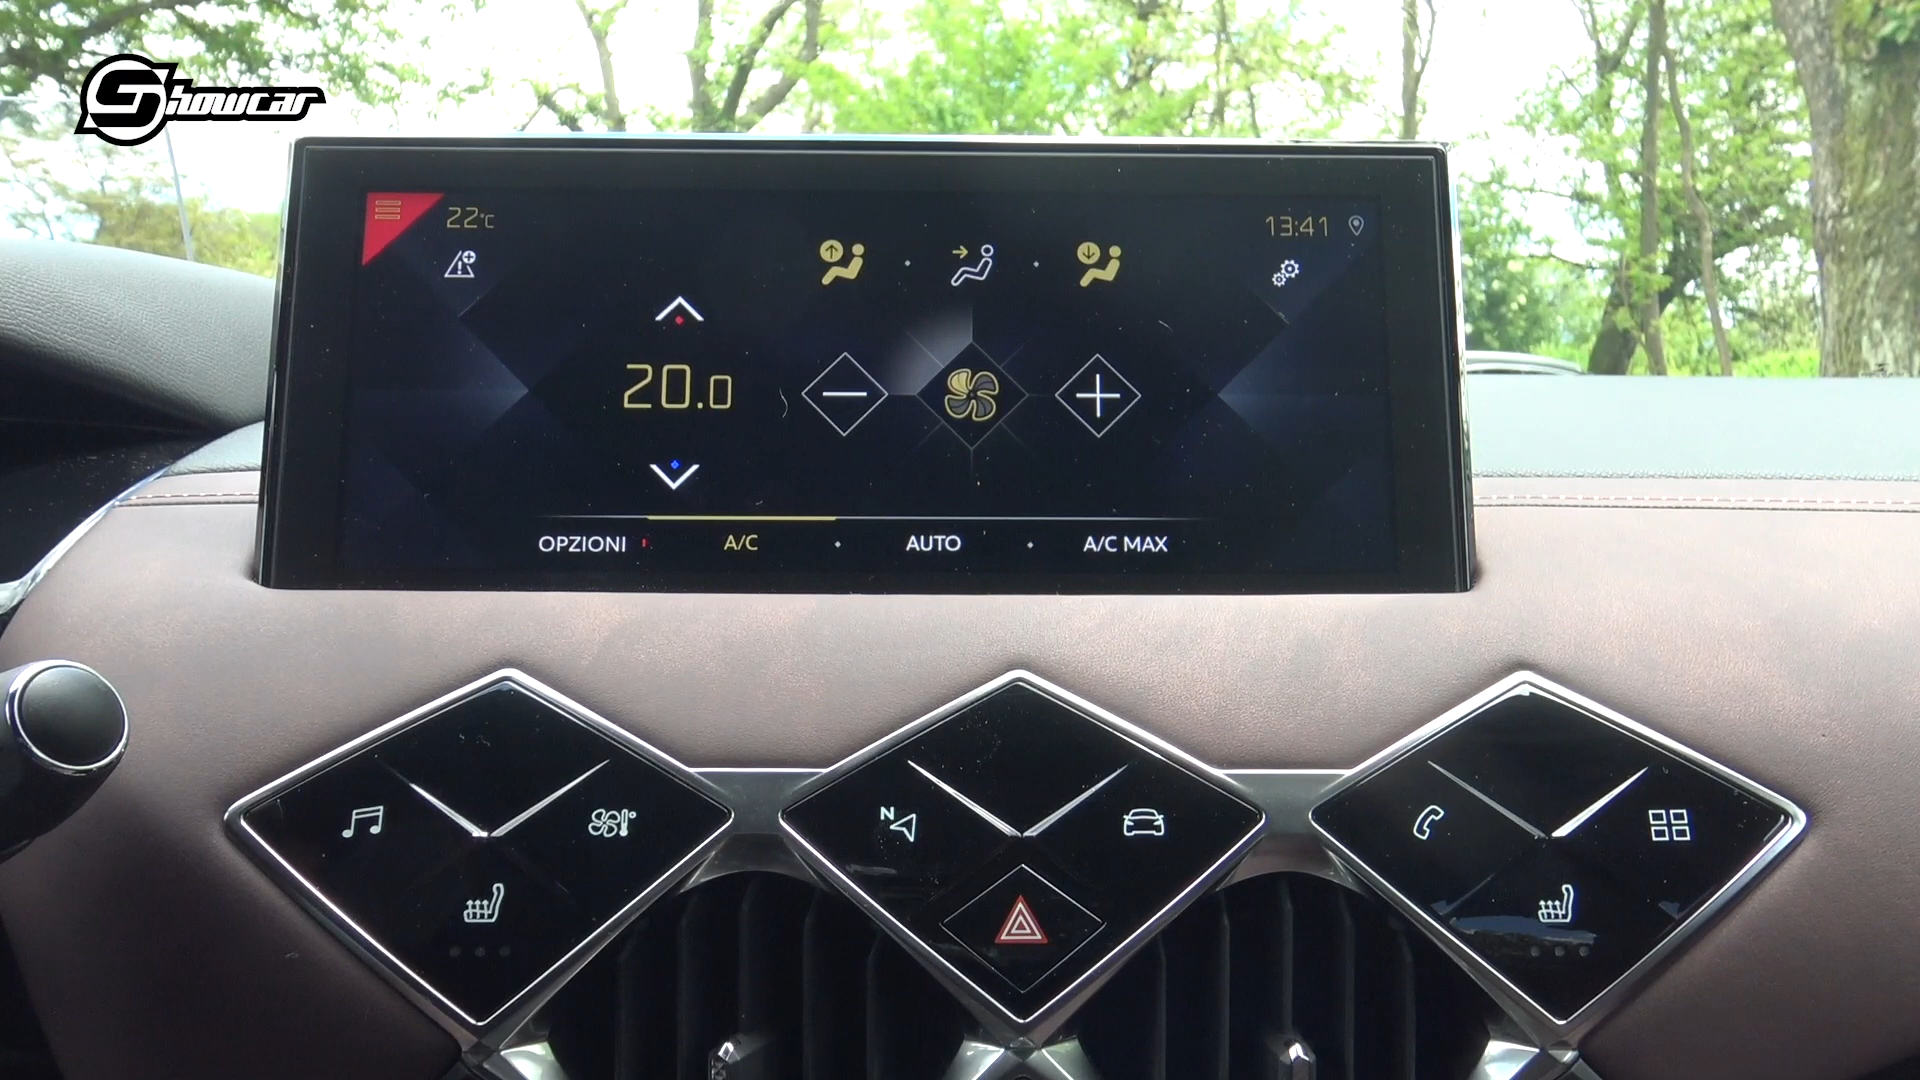 Showcar
22°C
13:41
20.0
OPZIONI A/C AUTO A/C MAX
N